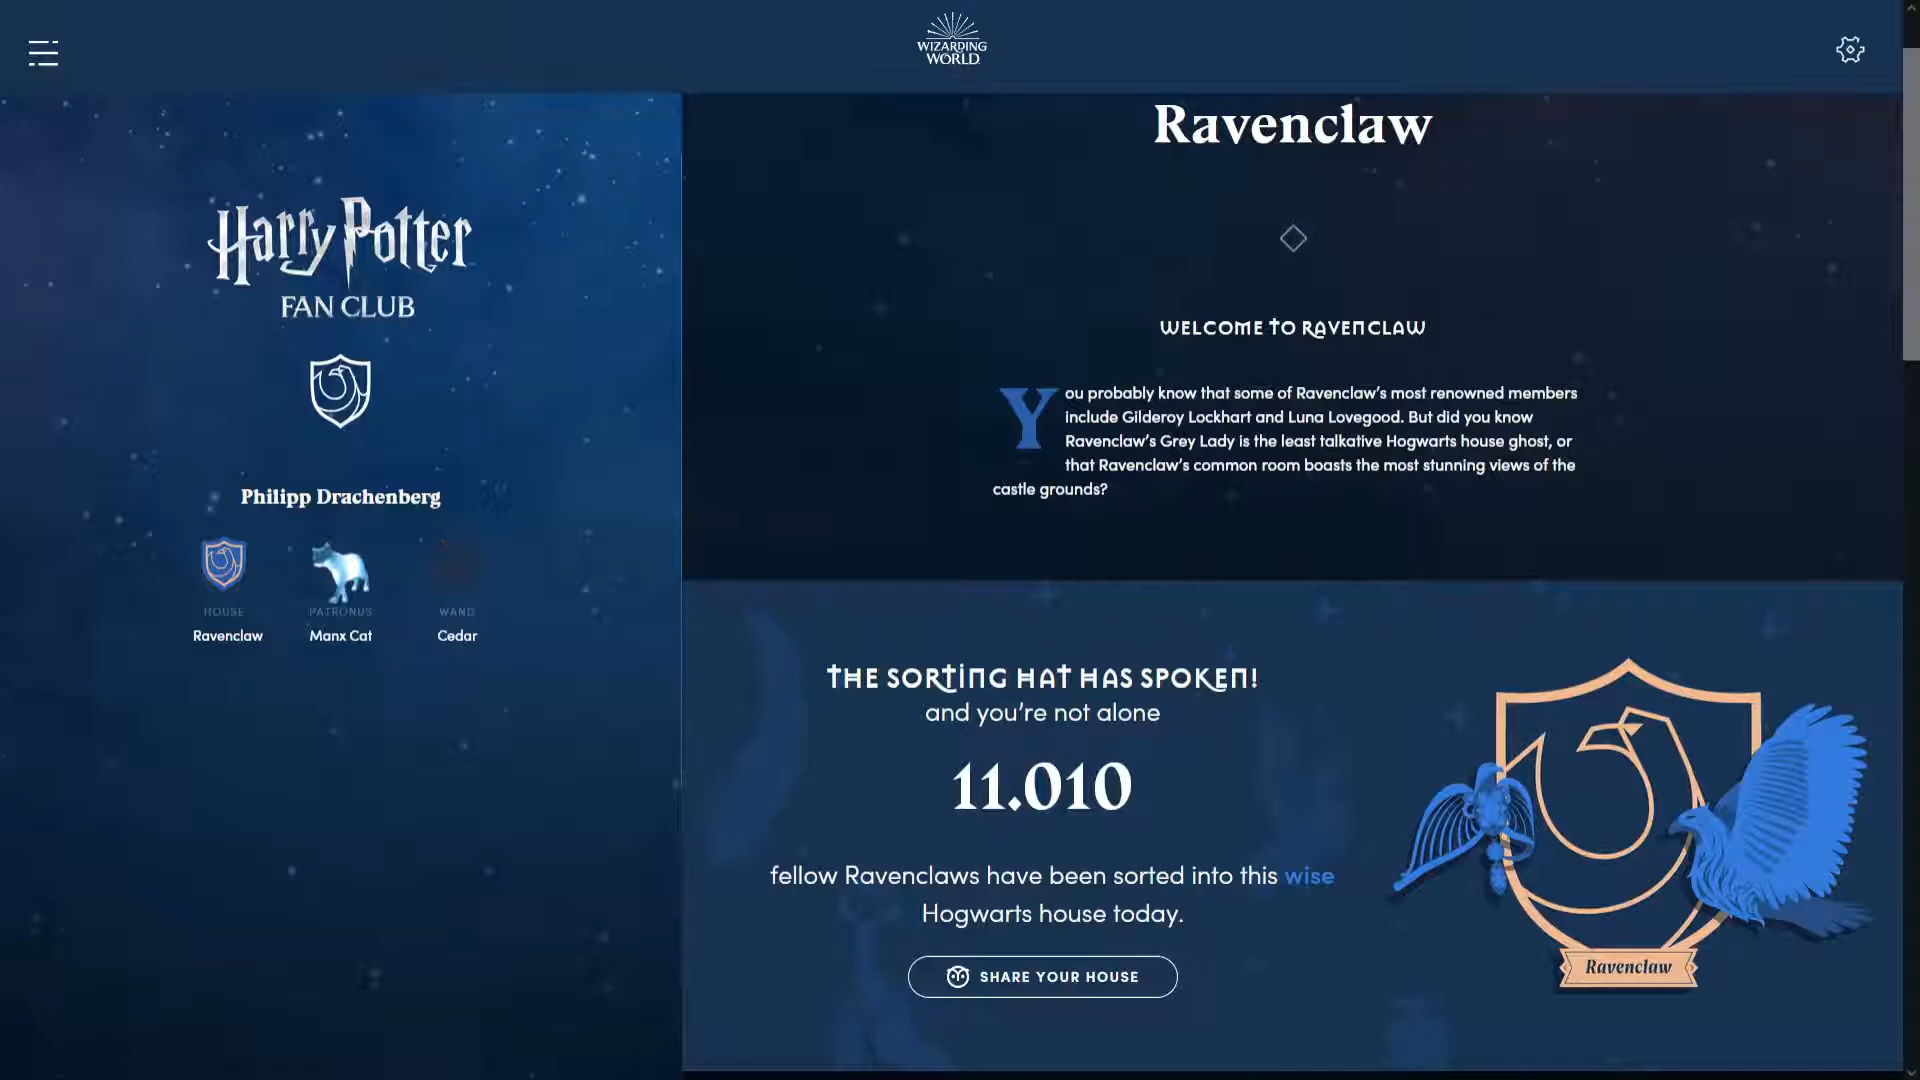 WIZARDING
WORLD
Harry Potter
FAN CLUB
Philipp Drachenberg
HOUSE
Ravenclaw
PATRONUS
Manx Cat
WAND
Cedar
Ravenclaw
WELCOME TO RAVENCLAW
You probably know that some of Ravenclaw’s most renowned members
include Gilderoy Lockhart and Luna Lovegood. But did you know
Ravenclaw’s Grey Lady is the least talkative Hogwarts house ghost, or
that Ravenclaw’s common room boasts the most stunning views of the
castle grounds?
THE SORTING HAT HAS SPOKEN!
and you’re not alone
11.010
fellow Ravenclaws have been sorted into this wise
Hogwarts house today.
SHARE YOUR HOUSE
Ravenclaw